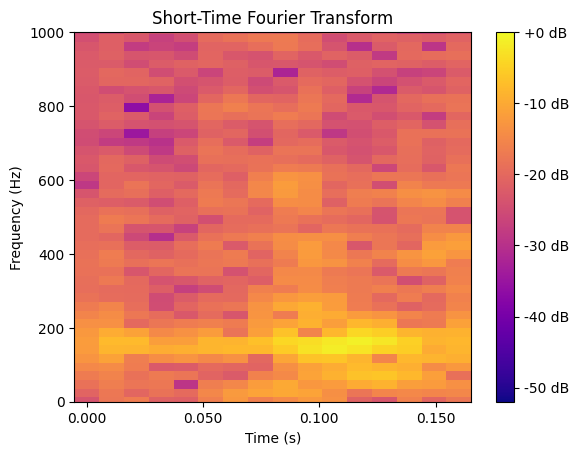 Short-Time Fourier Transform
1000
800
600
400
200
0
Frequency (Hz)
0.000
0.050
0.100
0.150
Time (s)
+0 dB
-10 dB
-20 dB
-30 dB
-40 dB
-50 dB